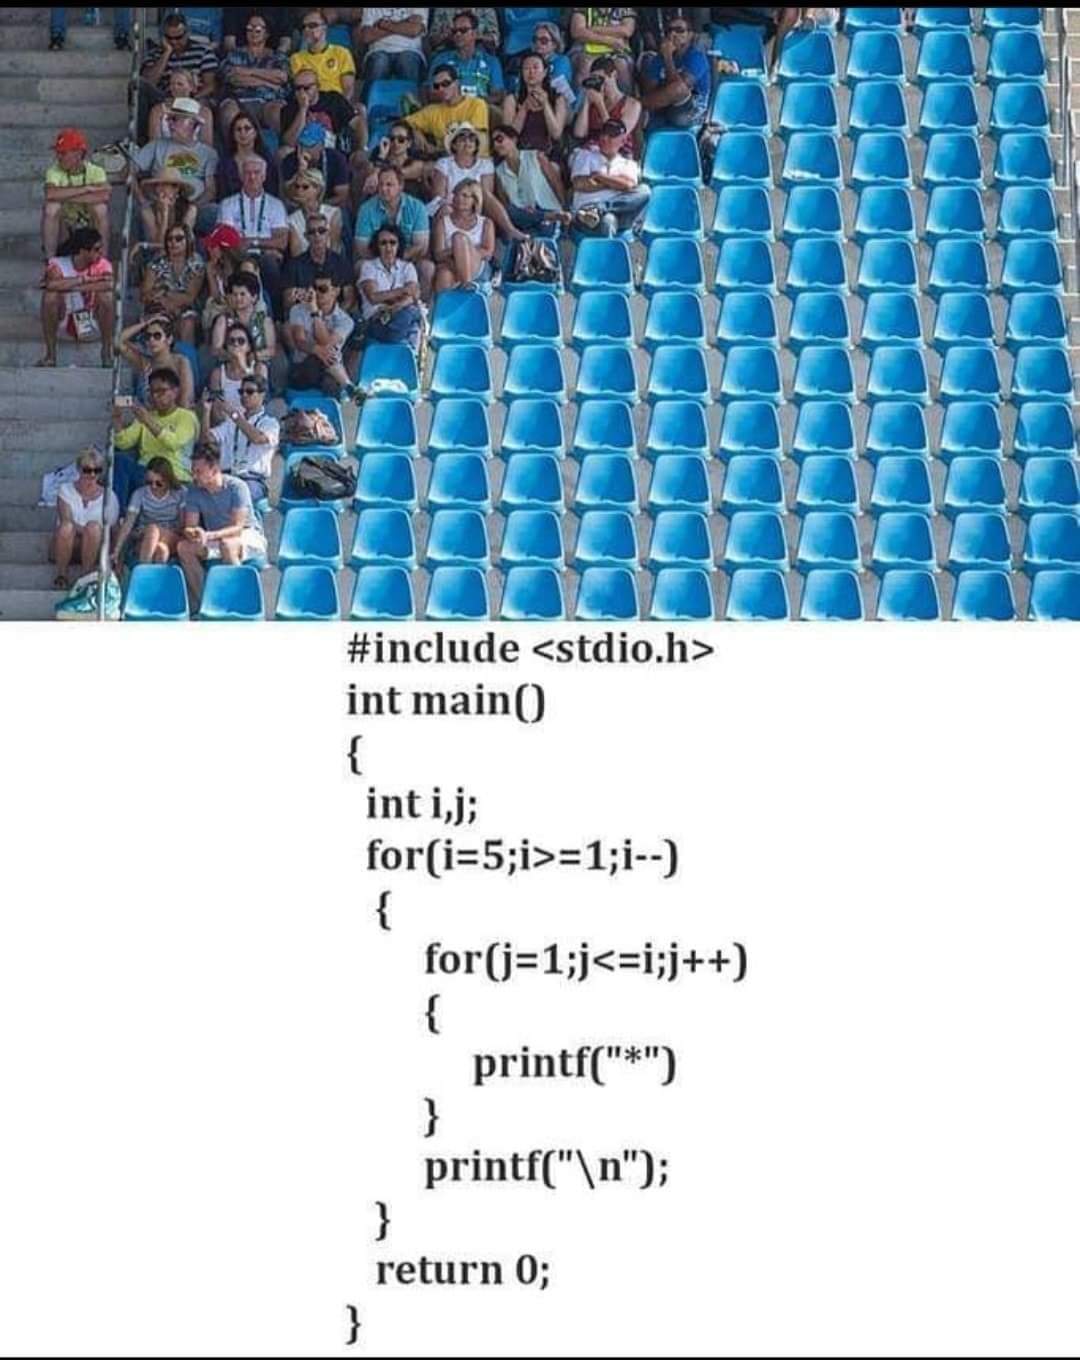 #include <stdio.h>
int main()
{
int i,j;
for(i=5;i>=1;i--)
{
for(j=1;j<=i;j++)
{
printf("*")
}
printf("\n");
}
return 0;
}